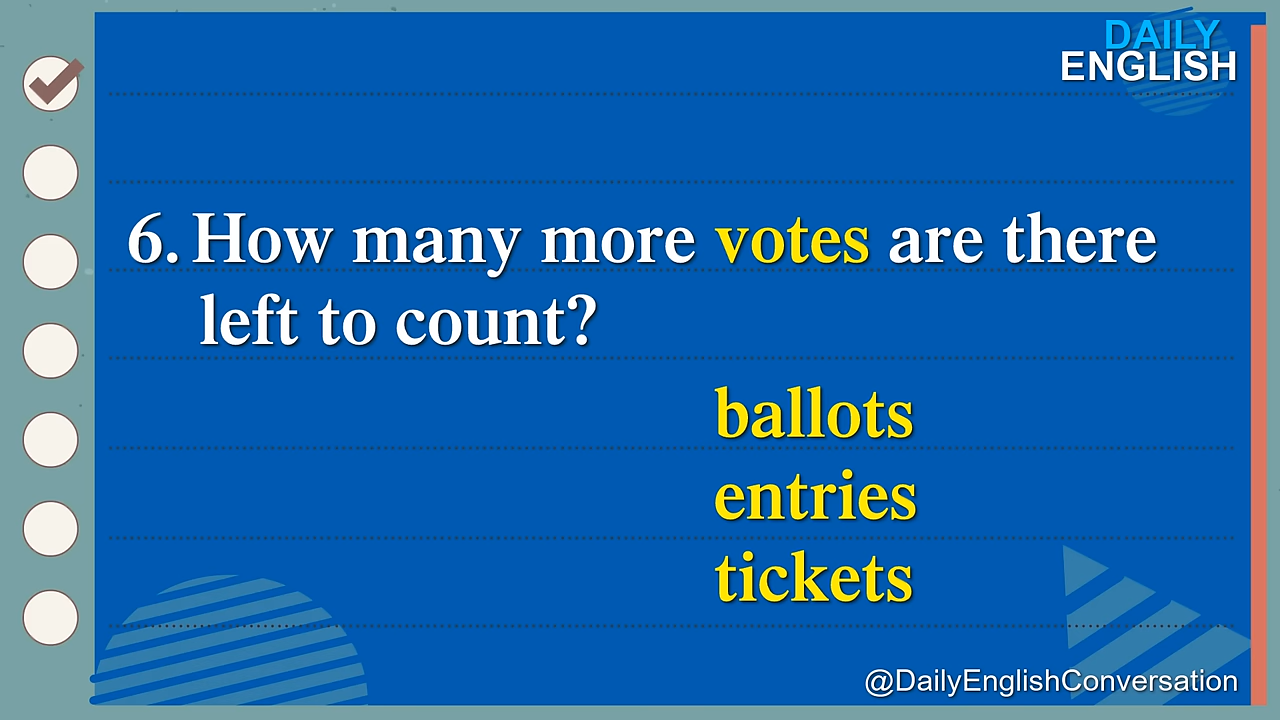 DAILY
ENGLISH
6. How many more votes are there
left to count?
ballots
entries
tickets
@DailyEnglishConversation